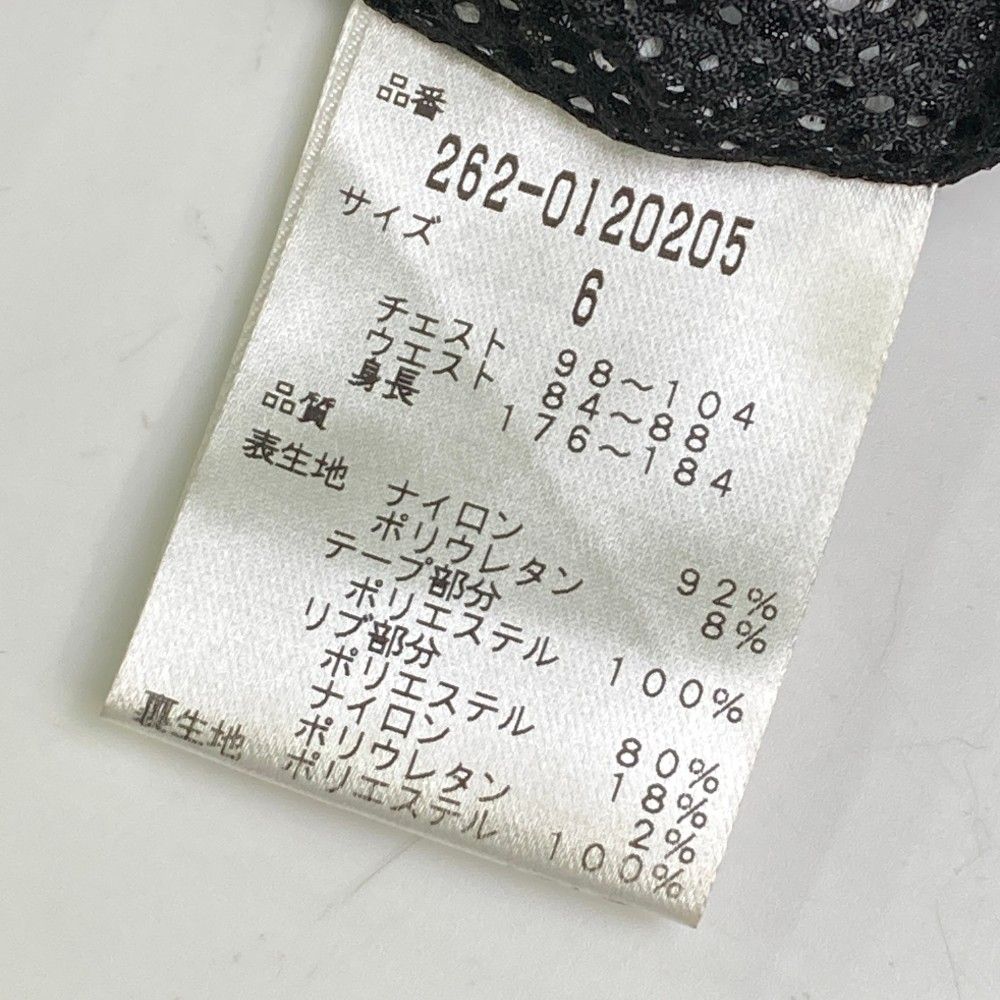 品番
262-0120205
サイズ
6
チェスト 98~104
ウエスト 84~88
身長 176~184
品質
表生地 ナイロン 92%
ポリウレタン 8%
テープ部分
ポリエステル 100%
リブ部分
ポリエステル 80%
ナイロン 18%
ポリウレタン 2%
裏生地 ポリエステル 100%